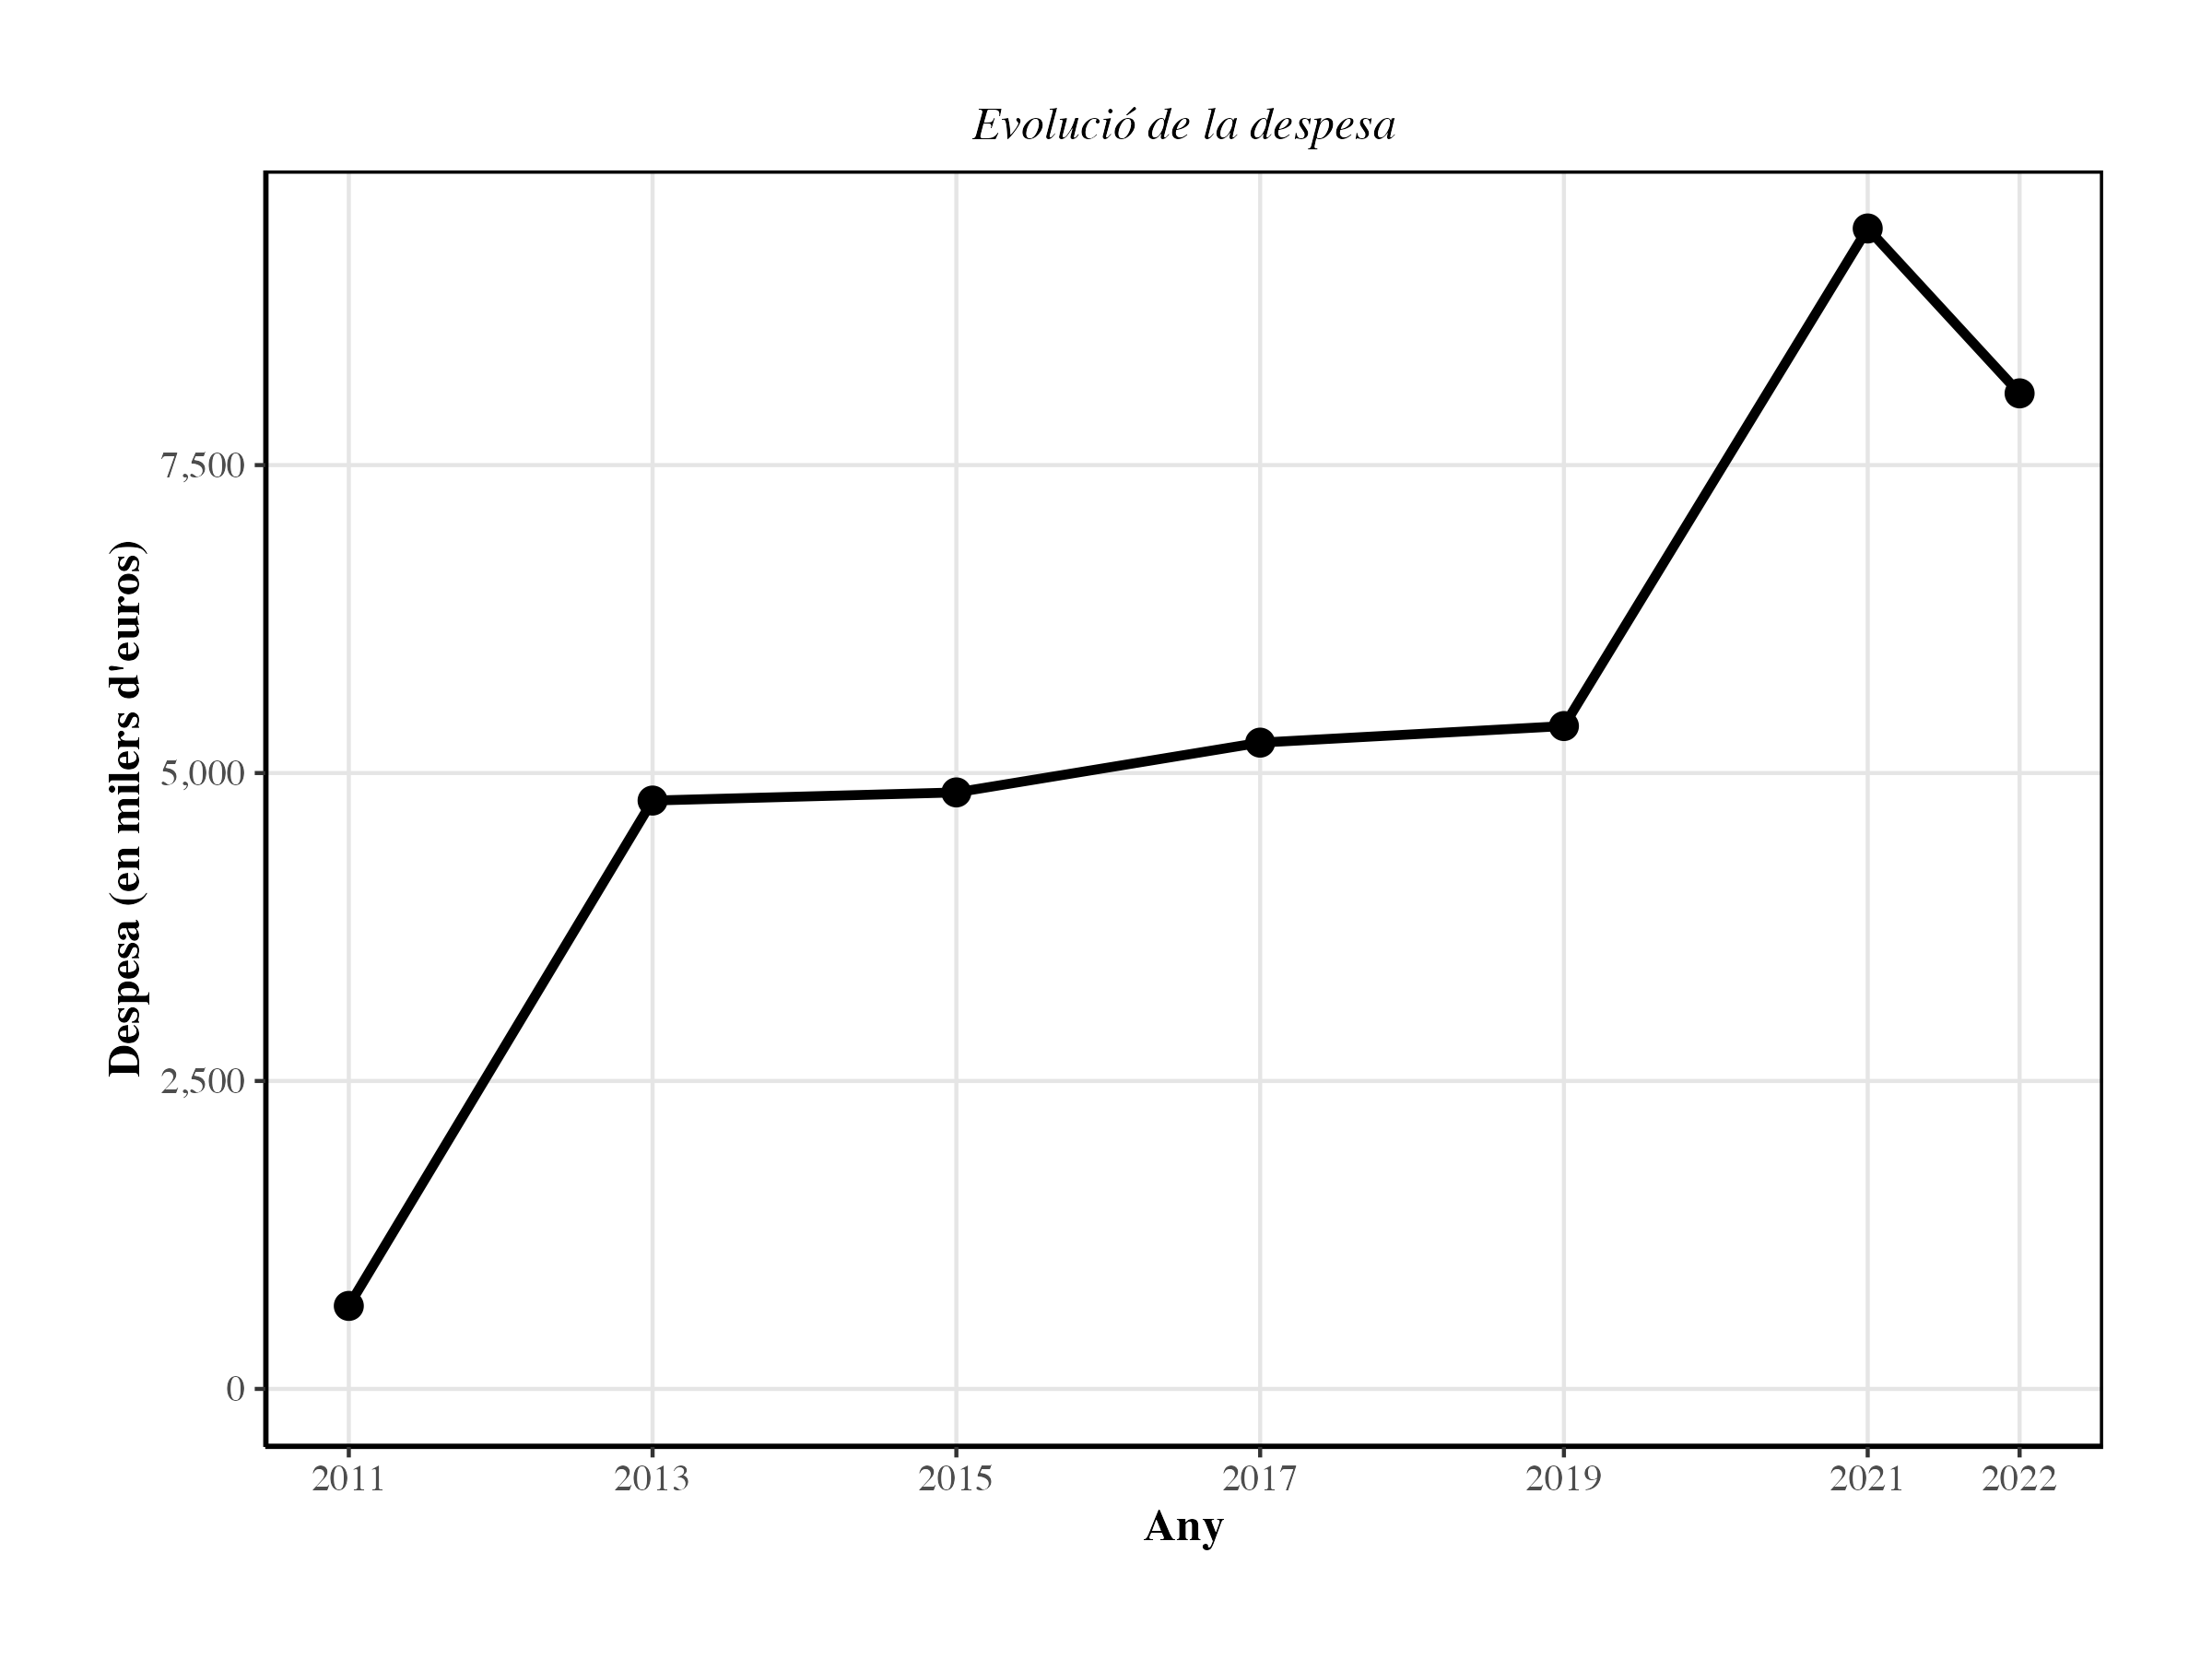 Evolució de la despesa
Despesa (en milers d'euros)
7,500
5,000
2,500
0
2011 2013 2015 2017 2019 2021 2022
Any